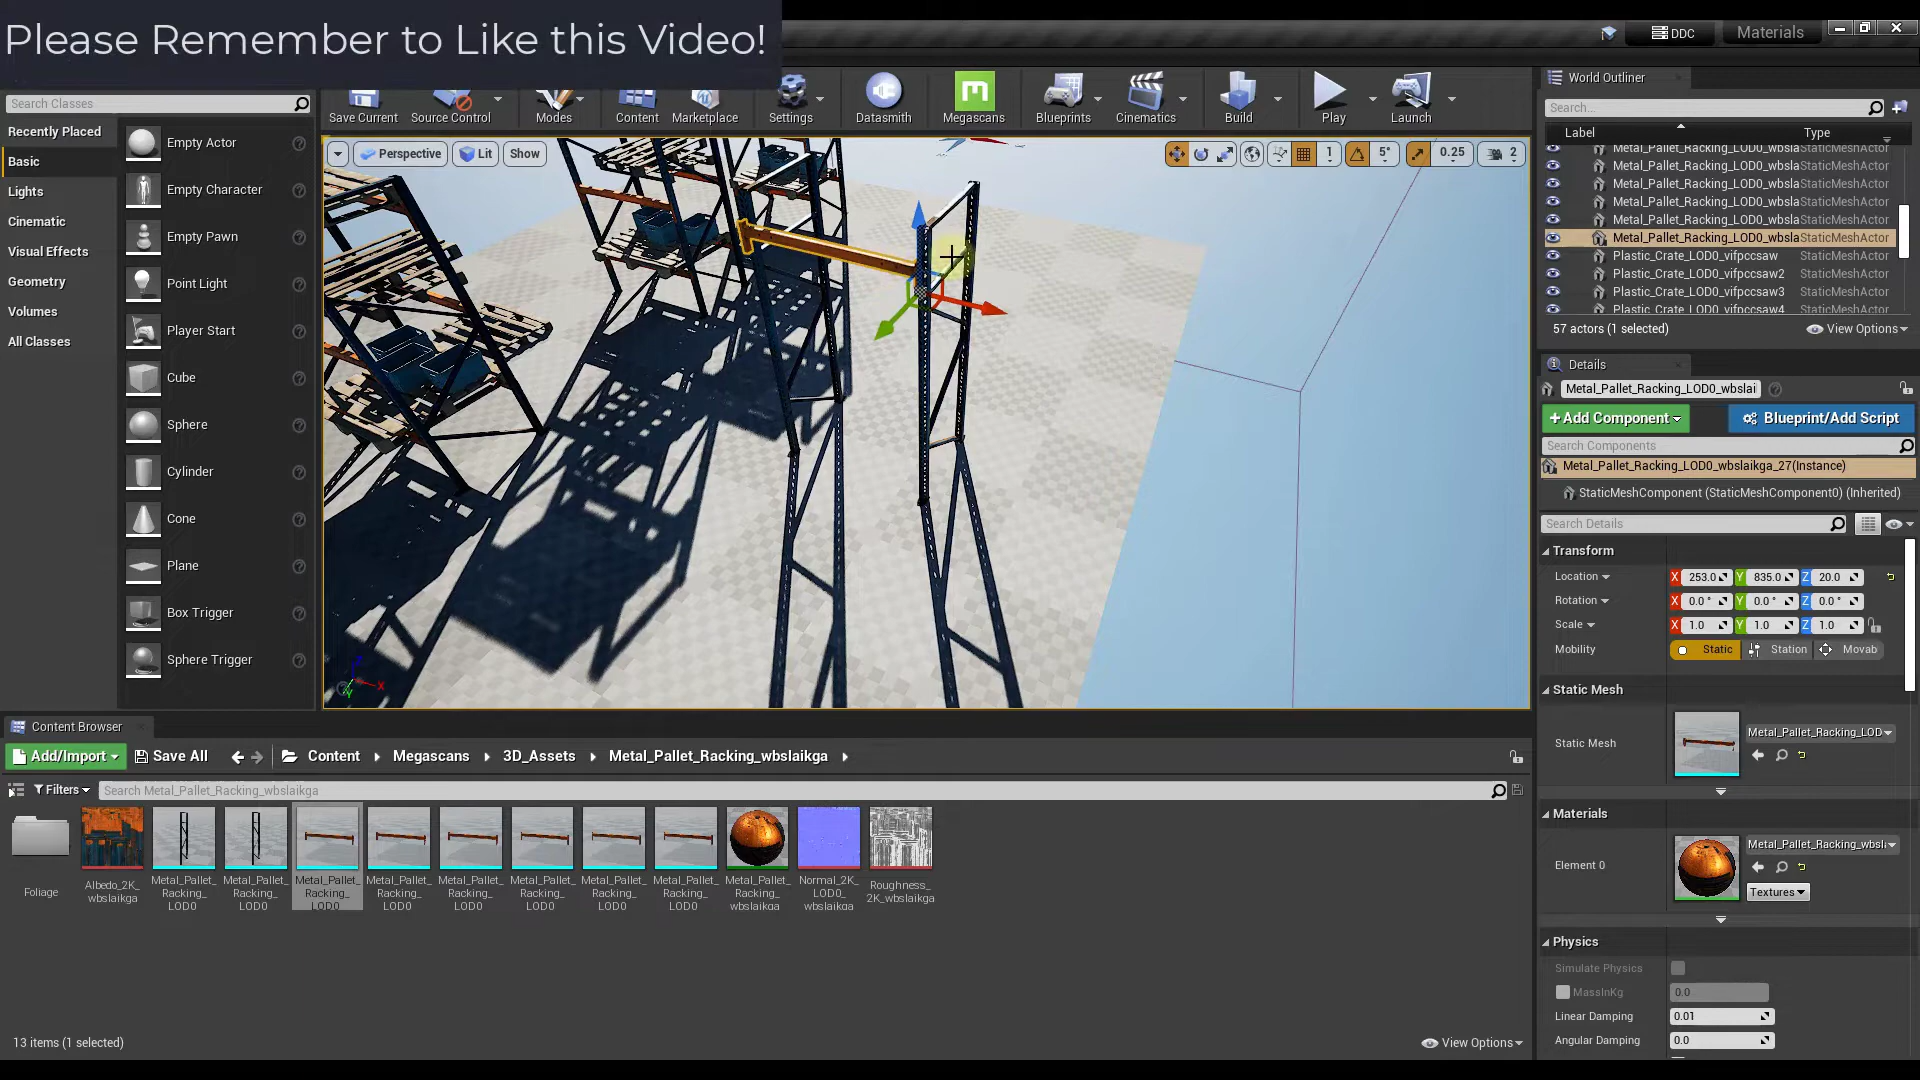 Please Remember to Like this Video!
DDC
Materials
Save Current
Source Control
Modes
Content
Marketplace
Settings
Datasmith
Megascans
Blueprints
Cinematics
Build
Play
Launch
Search Classes
Recently Placed
Basic
Lights
Cinematic
Visual Effects
Geometry
Volumes
All Classes
Empty Actor
Empty Character
Empty Pawn
Point Light
Player Start
Cube
Sphere
Cylinder
Cone
Plane
Box Trigger
Sphere Trigger
Perspective
Lit
Show
1
5°
0.25
2
World Outliner
Search...
Label Type
Metal_Pallet_Racking_LOD0_wbsla StaticMeshActor
Metal_Pallet_Racking_LOD0_wbsla StaticMeshActor
Metal_Pallet_Racking_LOD0_wbsla StaticMeshActor
Metal_Pallet_Racking_LOD0_wbsla StaticMeshActor
Metal_Pallet_Racking_LOD0_wbsla StaticMeshActor
Metal_Pallet_Racking_LOD0_wbsla StaticMeshActor
Plastic_Crate_LOD0_vifpccsaw StaticMeshActor
Plastic_Crate_LOD0_vifpccsaw2 StaticMeshActor
Plastic_Crate_LOD0_vifpccsaw3 StaticMeshActor
Plastic_Crate_LOD0_vifpccsaw4 StaticMeshActor
57 actors (1 selected)
View Options
Details
Metal_Pallet_Racking_LOD0_wbslai
+Add Component
Blueprint/Add Script
Search Components
Metal_Pallet_Racking_LOD0_wbslaikga_27(Instance)
StaticMeshComponent (StaticMeshComponent0) (Inherited)
Search Details
Transform
Location X 253.0 Y 835.0 Z 20.0
Rotation X 0.0 ° Y 0.0 ° Z 0.0 °
Scale X 1.0 Y 1.0 Z 1.0
Mobility Static Station Movab
Static Mesh
Static Mesh
Metal_Pallet_Racking_LOD
Materials
Element 0
Metal_Pallet_Racking_wbsl
Textures
Physics
Simulate Physics
MassInKg 0.0
Linear Damping 0.01
Angular Damping 0.0
Content Browser
Add/Import
Save All
Content
Megascans
3D_Assets
Metal_Pallet_Racking_wbslaikga
Filters
Search Metal_Pallet_Racking_wbslaikga
Foliage
Albedo_2K_
wbslaikga
Metal_Pallet_
Racking_
LOD0
Metal_Pallet_
Racking_
LOD0
Metal_Pallet_
Racking_
LOD0
Metal_Pallet_
Racking_
LOD0
Metal_Pallet_
Racking_
LOD0
Metal_Pallet_
Racking_
LOD0
Metal_Pallet_
Racking_
LOD0
Metal_Pallet_
Racking_
LOD0
Metal_Pallet_
Racking_
wbslaikga
Normal_2K_
LOD0_
wbslaikga
Roughness_
2K_wbslaikga
13 items (1 selected)
View Options